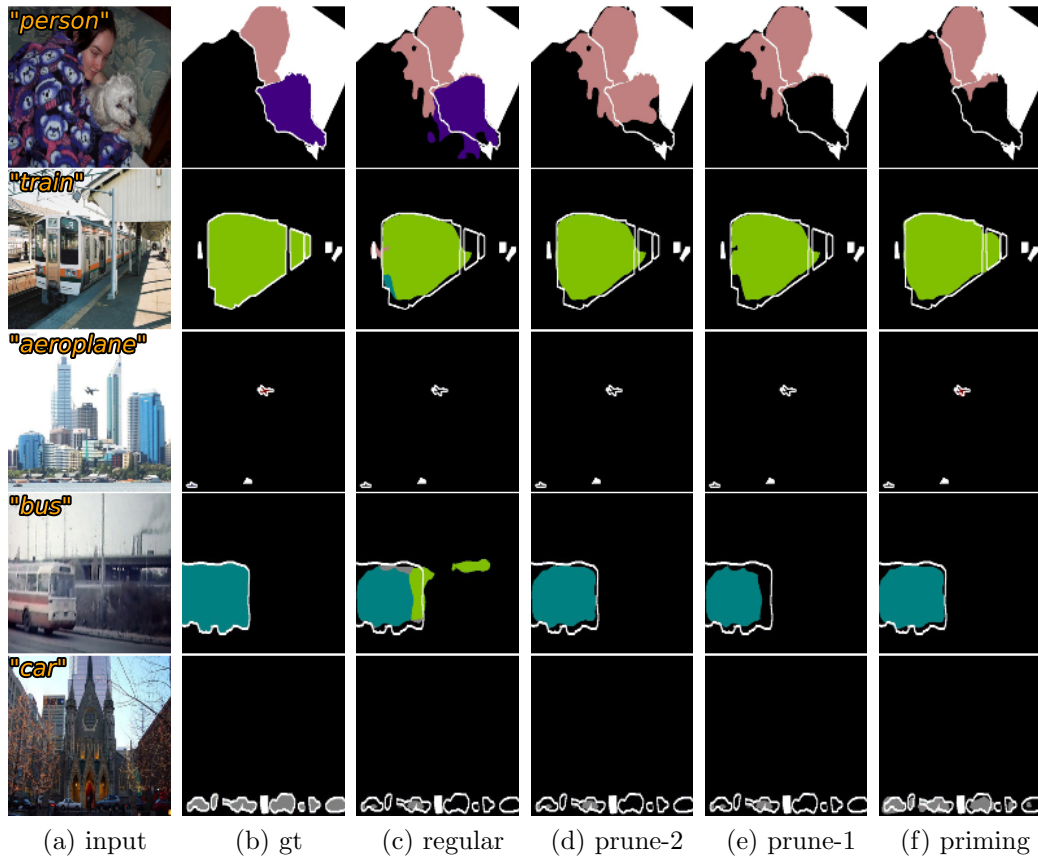 "person"
"train"
"aeroplane"
"bus"
"car"
(a) input (b) gt (c) regular (d) prune-2 (e) prune-1 (f) priming